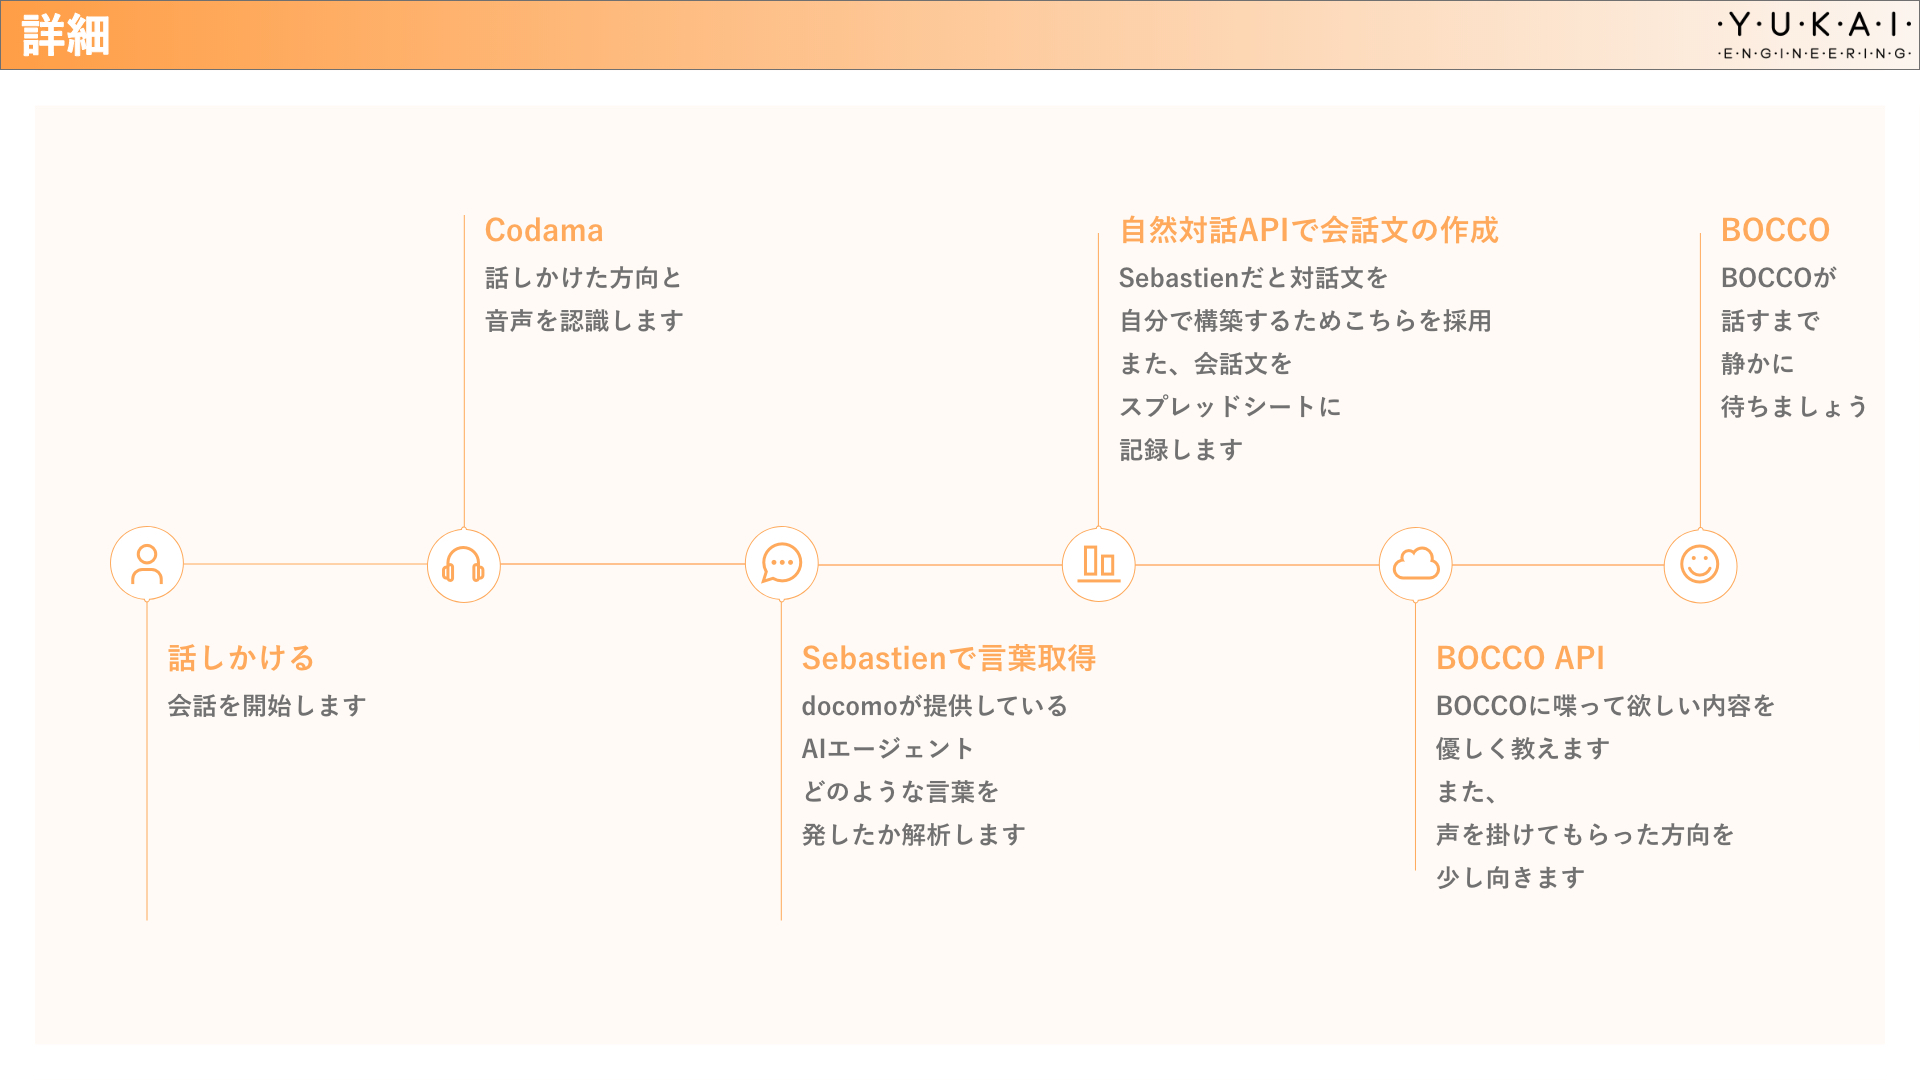 詳細
·Y·U·K·A·I·
·E·N·G·I·N·E·E·R·I·N·G·
話しかける
会話を開始します
Codama
話しかけた方向と
音声を認識します
Sebastienで言葉取得
docomoが提供している
AIエージェント
どのような言葉を
発したか解析します
自然対話APIで会話文の作成
Sebastienだと対話文を
自分で構築するためこちらを採用
また、会話文を
スプレッドシートに
記録します
BOCCO API
BOCCOに喋って欲しい内容を
優しく教えます
また、
声を掛けてもらった方向を
少し向きます
BOCCO
BOCCOが
話すまで
静かに
待ちましょう